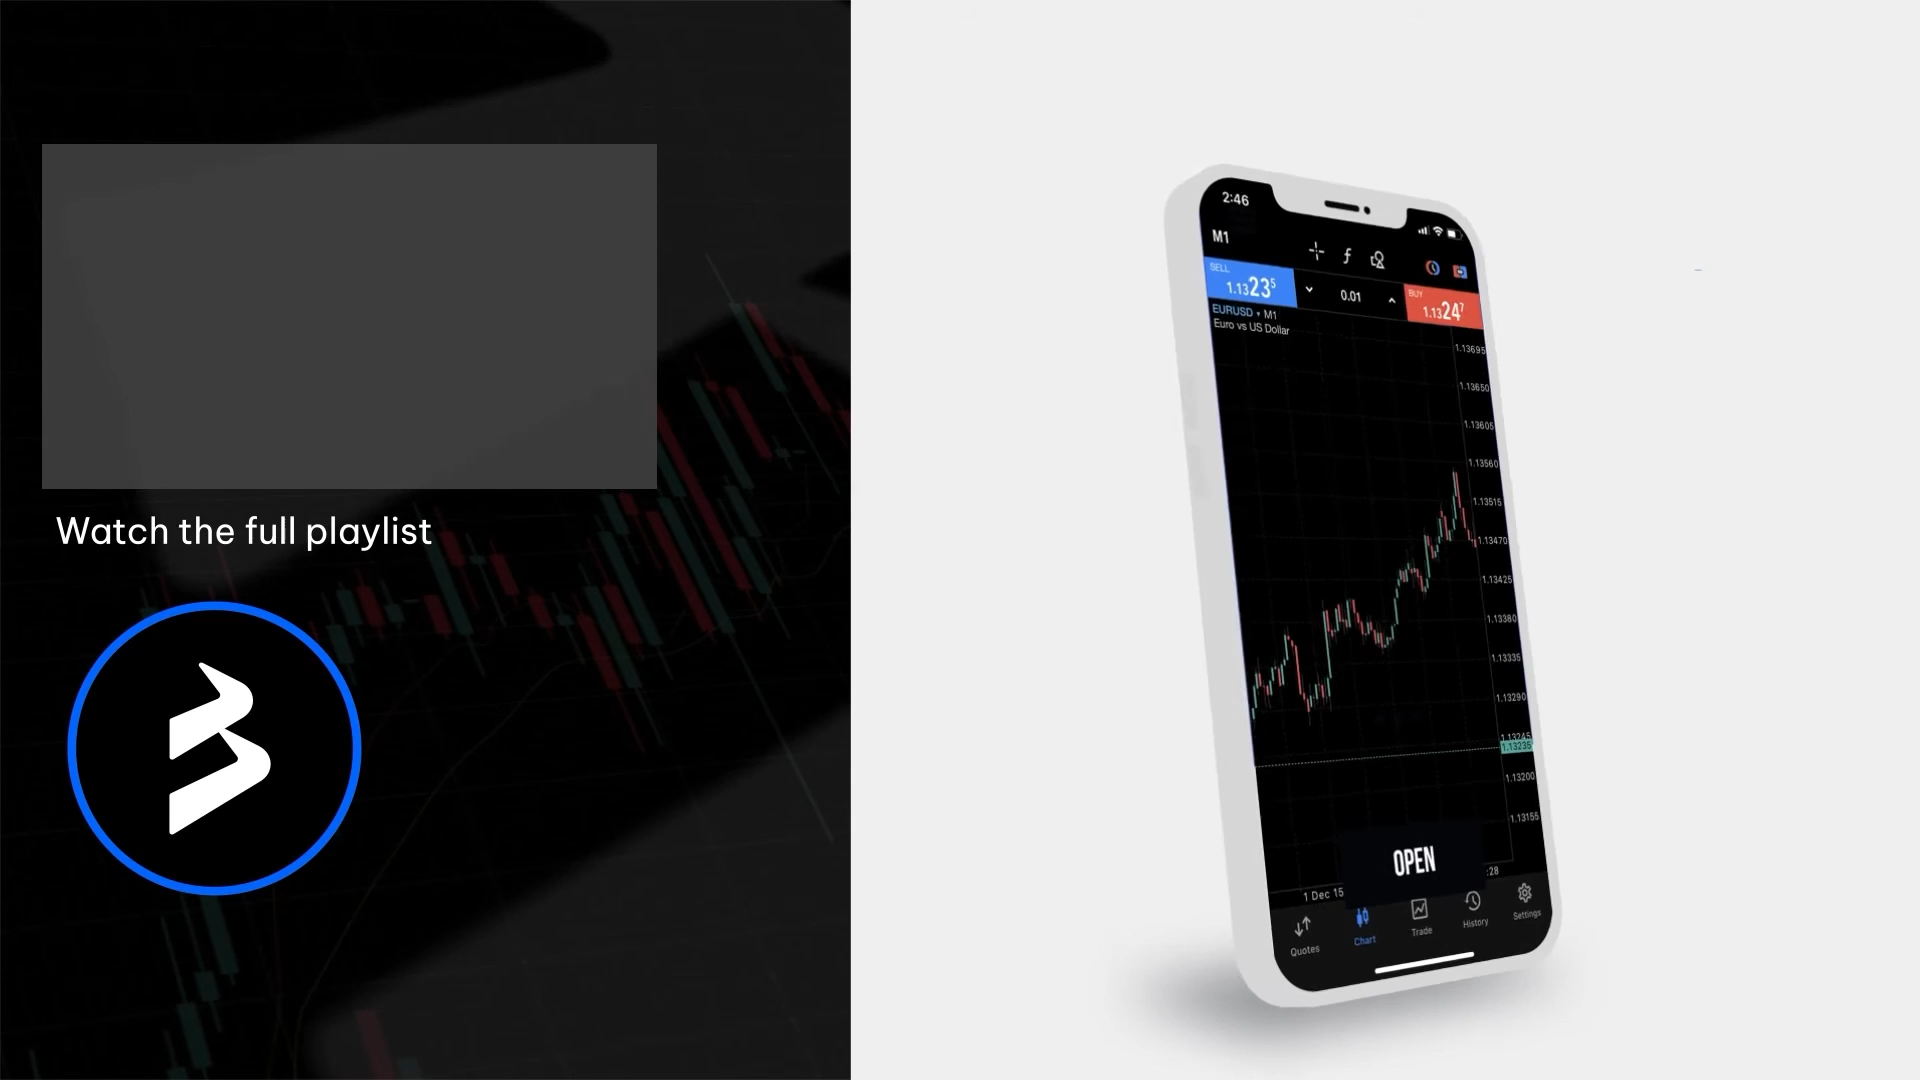 Watch the full playlist
2:46
M1
SELL
1.13235
0.01
BUY
1.13247
EURUSD • M1
Euro vs US Dollar
1.13695
1.13650
1.13605
1.13560
1.13515
1.13470
1.13425
1.13380
1.13335
1.13290
1.13245
1.13235
1.13200
1.13155
OPEN
1 Dec 15
:28
Quotes
Chart
Trade
History
Settings